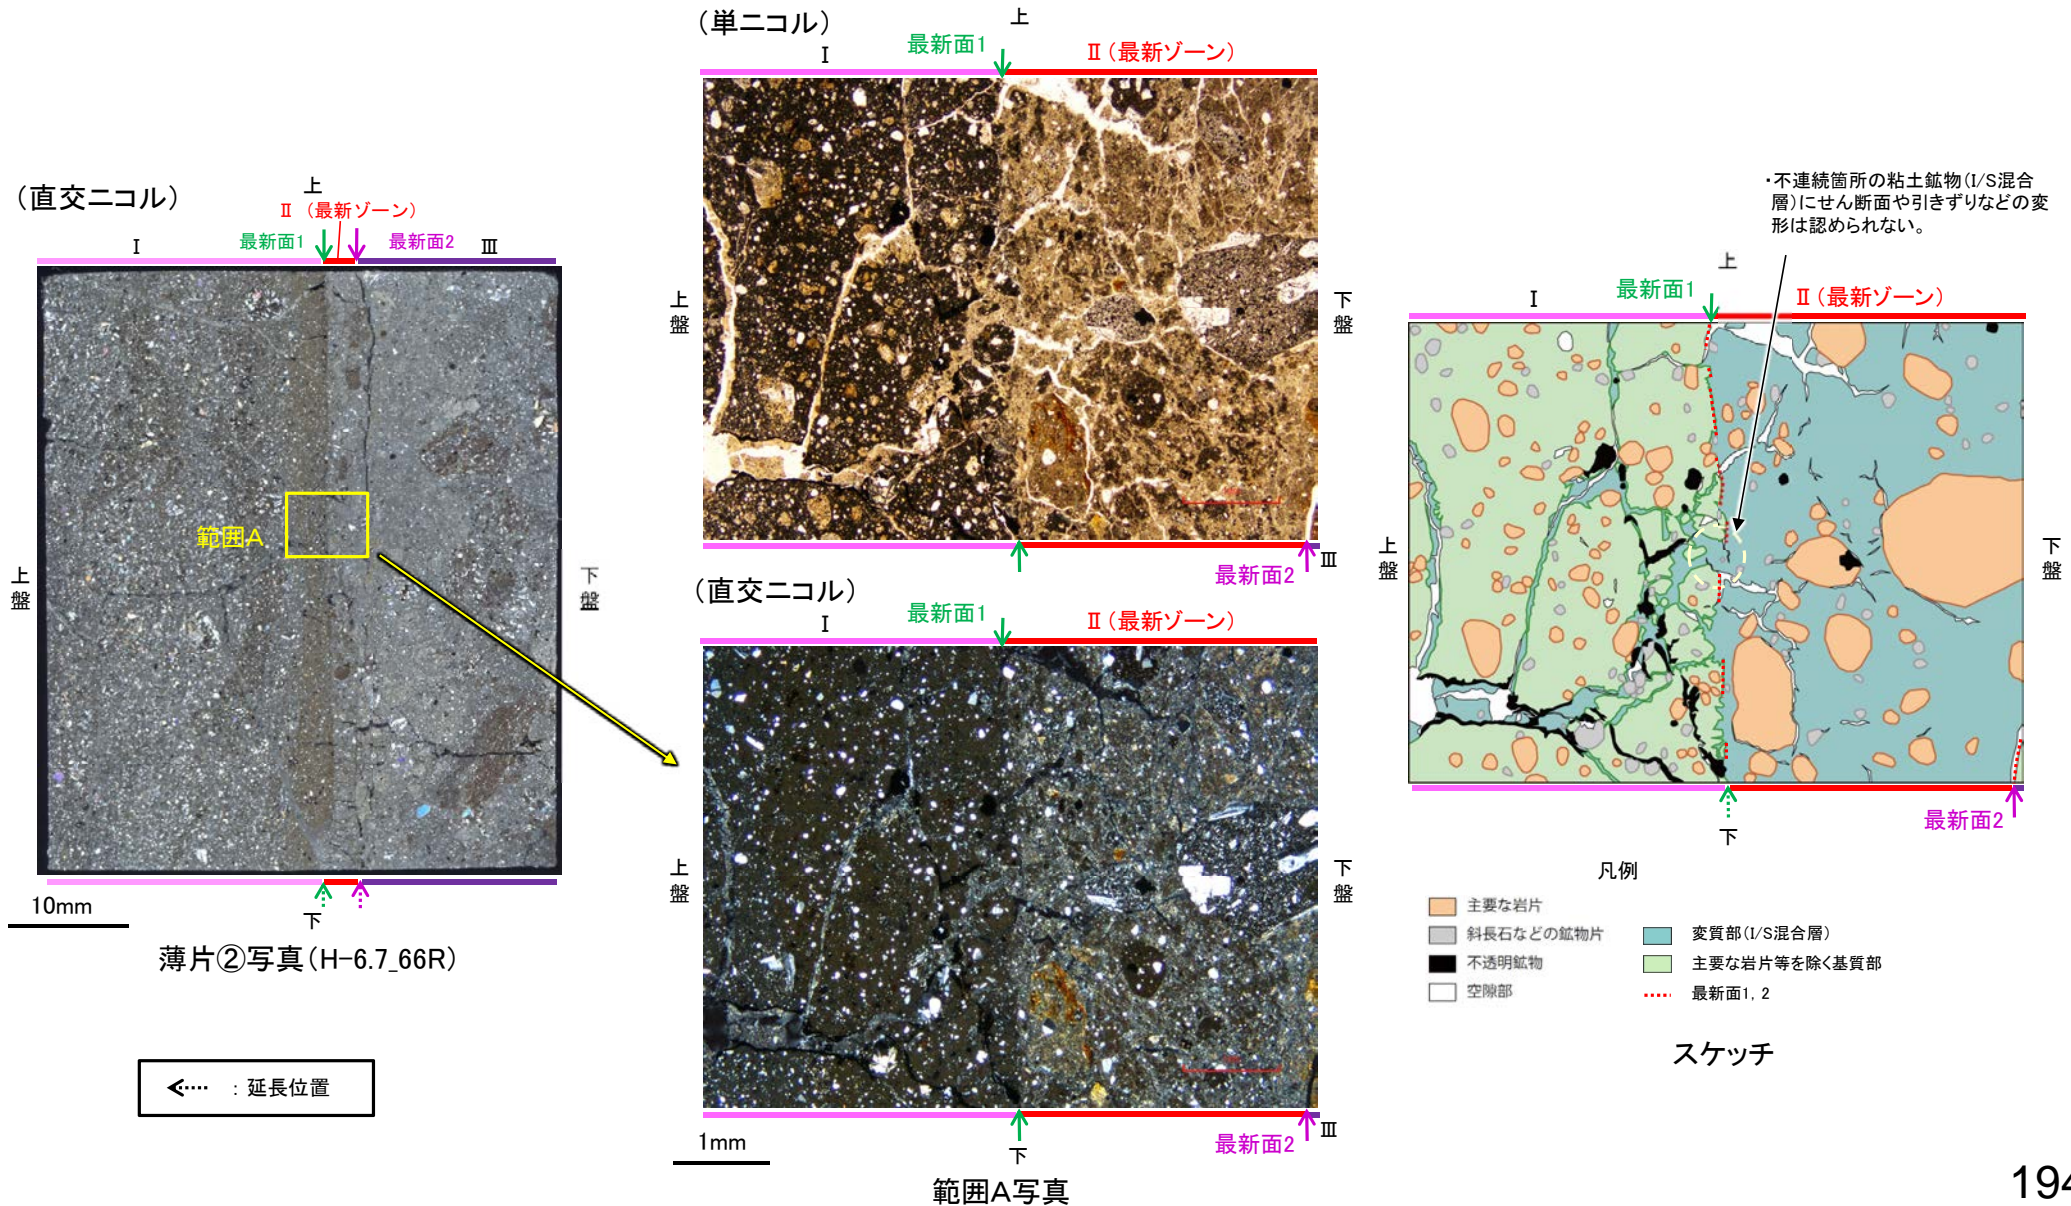 (直交ニコル)
上
Ⅱ (最新ゾーン)
Ⅰ
最新面1
最新面2
Ⅲ
範囲A
上盤
下盤
下
10mm
薄片②写真(H-6.7_66R)
:延長位置
(単ニコル)
上
Ⅰ
最新面1
Ⅱ(最新ゾーン)
上盤
下盤
最新面2
Ⅲ
(直交ニコル)
Ⅰ
最新面1
Ⅱ(最新ゾーン)
上盤
下盤
最新面2
Ⅲ
1mm
下
範囲A写真
・不連続箇所の粘土鉱物(I/S混合
層)にせん断面や引きずりなどの変
形は認められない。
上
Ⅰ
最新面1
Ⅱ(最新ゾーン)
上盤
下盤
最新面2
下
凡例
主要な岩片
斜長石などの鉱物片
不透明鉱物
空隙部
変質部(I/S混合層)
主要な岩片等を除く基質部
最新面1, 2
スケッチ
194